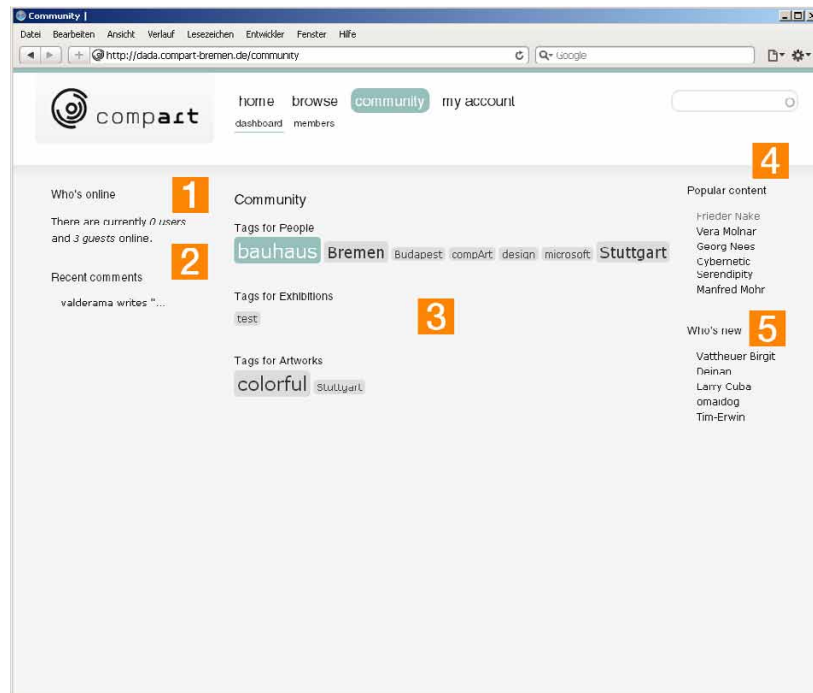 Community |
Datei Bearbeiten Ansicht Verlauf Lesezeichen Entwickler Fenster Hilfe
http://dada.compart-bremen.de/community
Google
compart
home browse community my account
dashboard members
1
Who's online
There are currently 0 users
and 3 guests online.
2
Recent comments
valderama writes "...
Community
Tags for People
bauhaus Bremen Budapest compArt design microsoft Stuttgart
Tags for Exhibitions
test
3
Tags for Artworks
colorful Stuttgart
4
Popular content
Frieder Nake
Vera Molnar
Georg Nees
Cybernetic
Serendipity
Manfred Mohr
5
Who's new
Vattheuer Birgit
Deinan
Larry Cuba
omaidog
Tim-Erwin